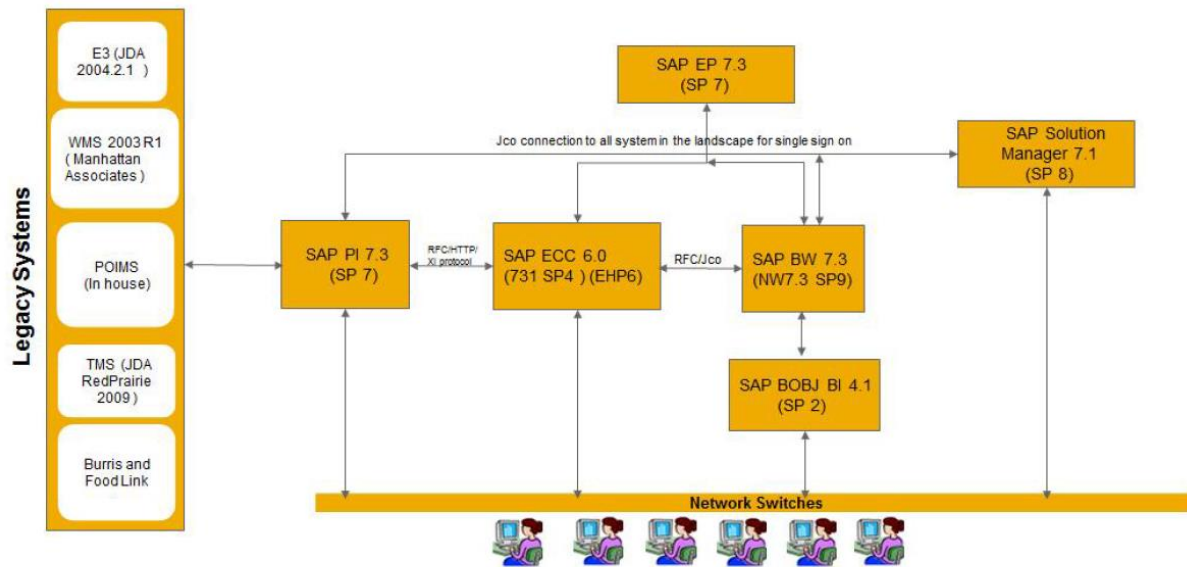 Legacy Systems
E3 (JDA
2004.2.1 )
WMS 2003 R1
( Manhattan
Associates )
POIMS
(In house)
TMS (JDA
RedPrairie
2009 )
Burris and
Food Link
SAP EP 7.3
(SP 7)
Jco connection to all system in the landscape for single sign on
SAP Solution
Manager 7.1
(SP 8)
SAP PI 7.3
(SP 7)
RFC/HTTP/
XI protocol
SAP ECC 6.0
(731 SP4 ) (EHP6)
RFC/Jco
SAP BW 7.3
(NW7.3 SP9)
SAP BOBJ BI 4.1
(SP 2)
Network Switches